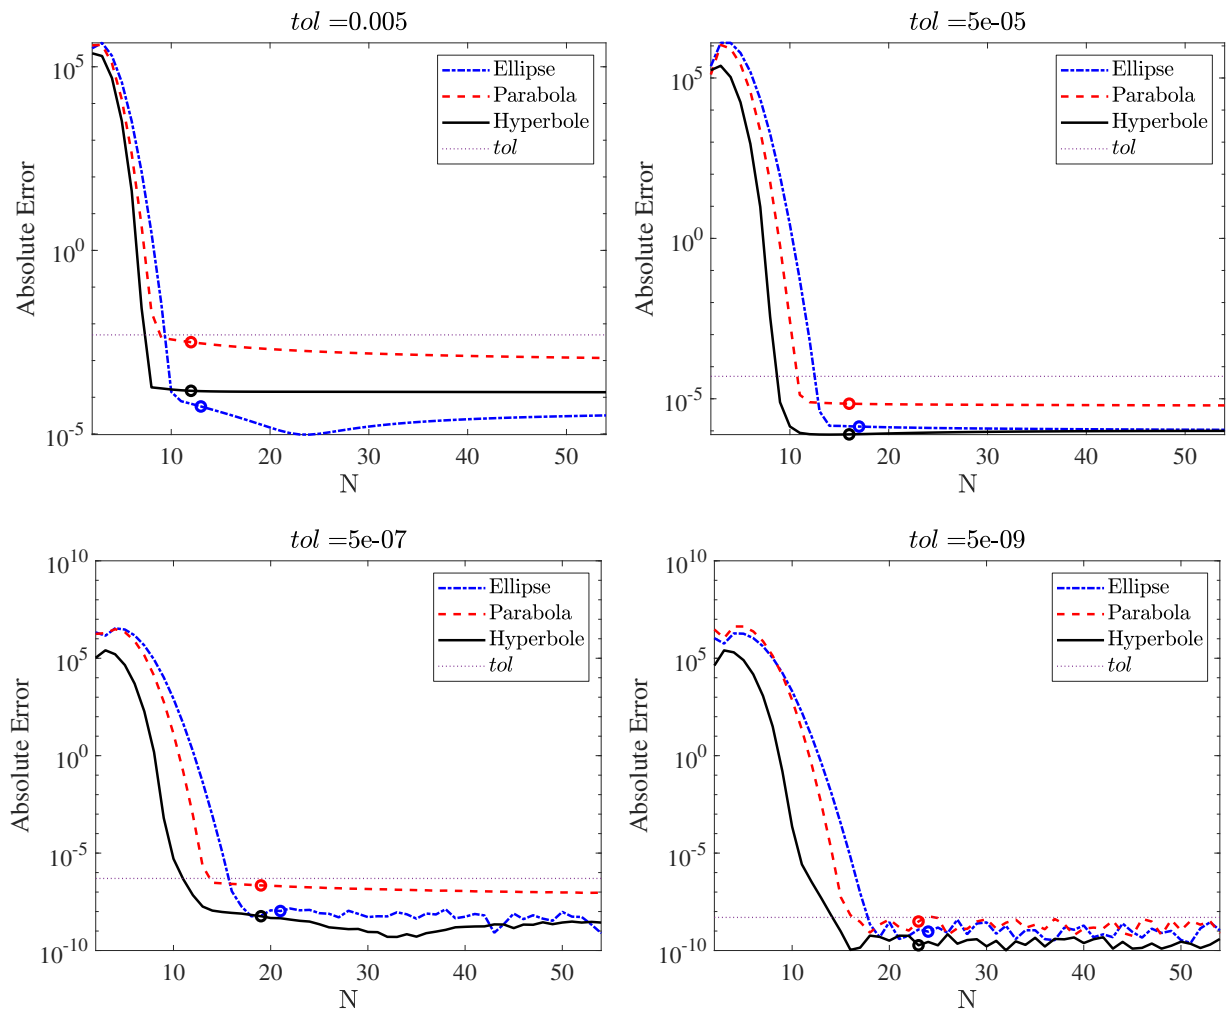 tol =0.005
10^5
10^0
10^-5
Absolute Error
10
20
30
40
50
N
Ellipse
Parabola
Hyperbole
tol
tol =5e-05
10^5
10^0
10^-5
Absolute Error
10
20
30
40
50
N
Ellipse
Parabola
Hyperbole
tol
tol =5e-07
10^10
10^5
10^0
10^-5
10^-10
Absolute Error
10
20
30
40
50
N
Ellipse
Parabola
Hyperbole
tol
tol =5e-09
10^10
10^5
10^0
10^-5
10^-10
Absolute Error
10
20
30
40
50
N
Ellipse
Parabola
Hyperbole
tol